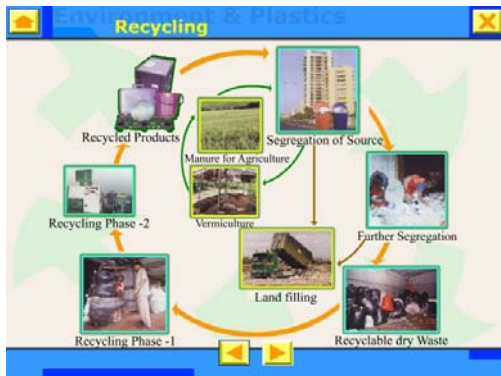 Environment & Plastics
Recycling
Recycled Products
Segregation of Source
Manure for Agriculture
Recycling Phase -2
Vermiculture
Further Segregation
Land filling
Recycling Phase -1
Recyclable dry Waste